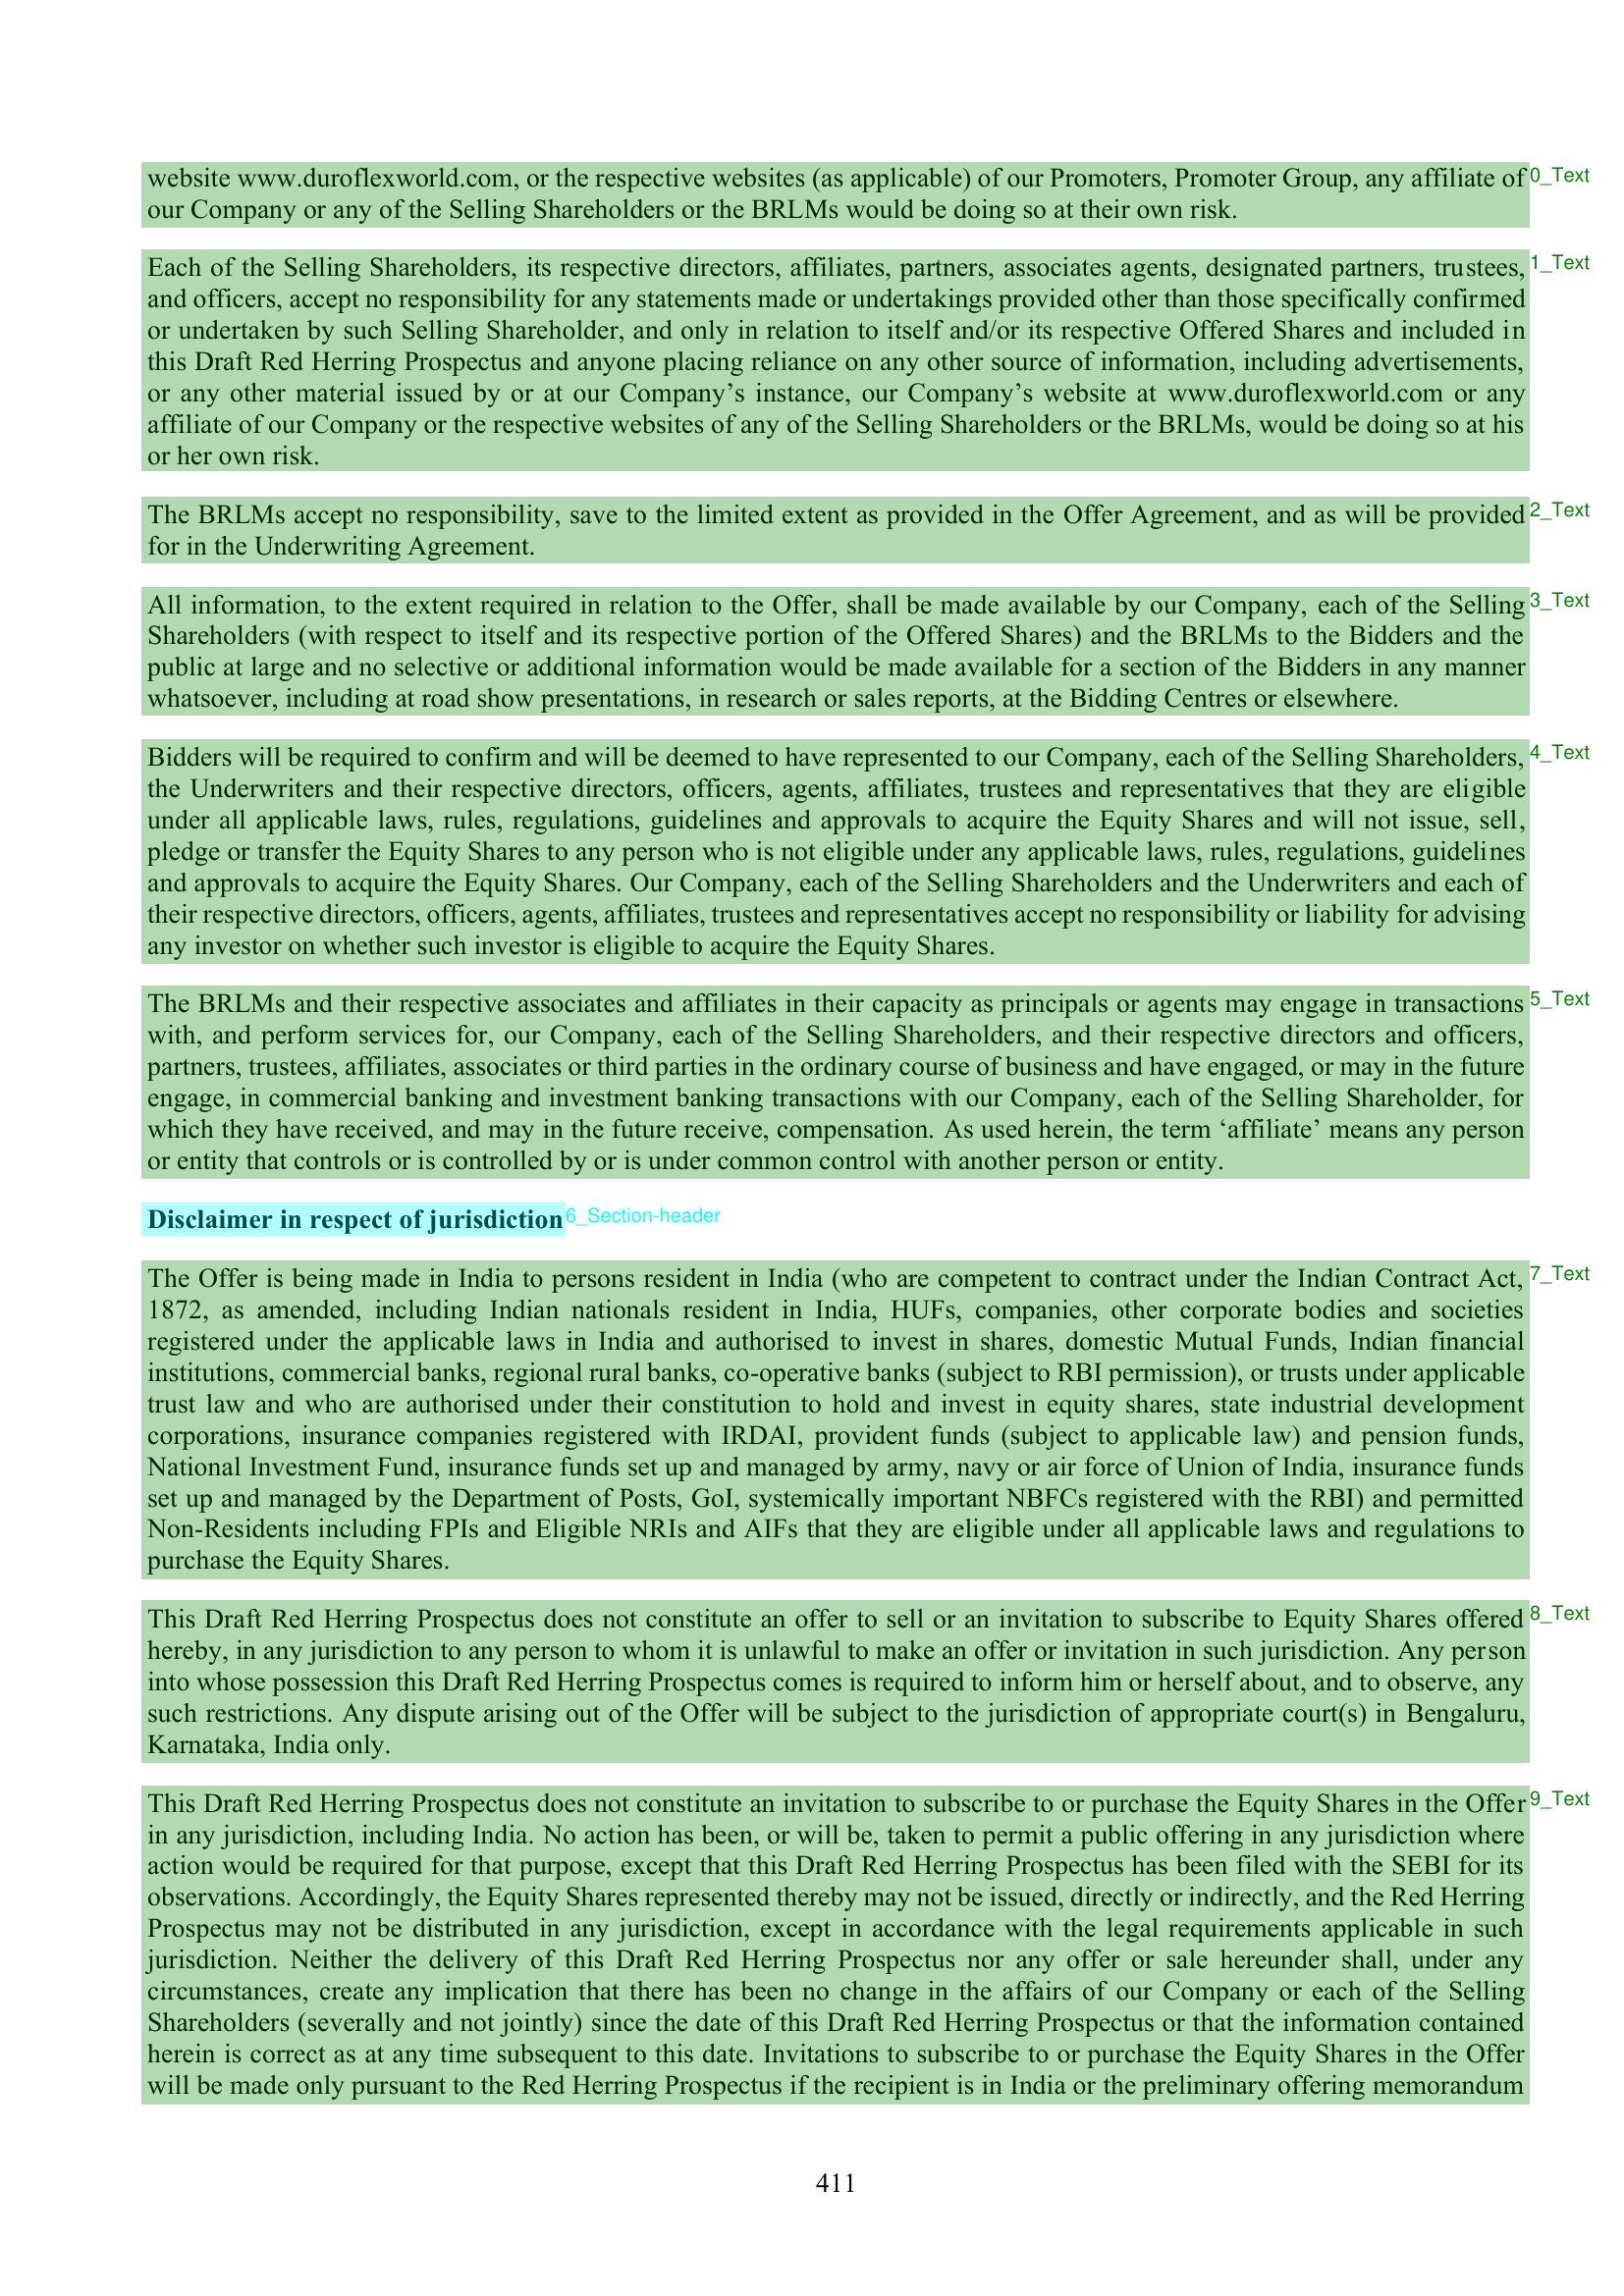 website www.duroflexworld.com, or the respective websites (as applicable) of our Promoters, Promoter Group, any affiliate of 0_Text
our Company or any of the Selling Shareholders or the BRLMs would be doing so at their own risk.
Each of the Selling Shareholders, its respective directors, affiliates, partners, associates agents, designated partners, trustees, 1_Text
and officers, accept no responsibility for any statements made or undertakings provided other than those specifically confirmed
or undertaken by such Selling Shareholder, and only in relation to itself and/or its respective Offered Shares and included in
this Draft Red Herring Prospectus and anyone placing reliance on any other source of information, including advertisements,
or any other material issued by or at our Company’s instance, our Company’s website at www.duroflexworld.com or any
affiliate of our Company or the respective websites of any of the Selling Shareholders or the BRLMs, would be doing so at his
or her own risk.
The BRLMs accept no responsibility, save to the limited extent as provided in the Offer Agreement, and as will be provided 2_Text
for in the Underwriting Agreement.
All information, to the extent required in relation to the Offer, shall be made available by our Company, each of the Selling 3_Text
Shareholders (with respect to itself and its respective portion of the Offered Shares) and the BRLMs to the Bidders and the
public at large and no selective or additional information would be made available for a section of the Bidders in any manner
whatsoever, including at road show presentations, in research or sales reports, at the Bidding Centres or elsewhere.
Bidders will be required to confirm and will be deemed to have represented to our Company, each of the Selling Shareholders, 4_Text
the Underwriters and their respective directors, officers, agents, affiliates, trustees and representatives that they are eligible
under all applicable laws, rules, regulations, guidelines and approvals to acquire the Equity Shares and will not issue, sell,
pledge or transfer the Equity Shares to any person who is not eligible under any applicable laws, rules, regulations, guidelines
and approvals to acquire the Equity Shares. Our Company, each of the Selling Shareholders and the Underwriters and each of
their respective directors, officers, agents, affiliates, trustees and representatives accept no responsibility or liability for advising
any investor on whether such investor is eligible to acquire the Equity Shares.
The BRLMs and their respective associates and affiliates in their capacity as principals or agents may engage in transactions 5_Text
with, and perform services for, our Company, each of the Selling Shareholders, and their respective directors and officers,
partners, trustees, affiliates, associates or third parties in the ordinary course of business and have engaged, or may in the future
engage, in commercial banking and investment banking transactions with our Company, each of the Selling Shareholder, for
which they have received, and may in the future receive, compensation. As used herein, the term ‘affiliate’ means any person
or entity that controls or is controlled by or is under common control with another person or entity.
Disclaimer in respect of jurisdiction 6_Section-header
The Offer is being made in India to persons resident in India (who are competent to contract under the Indian Contract Act, 7_Text
1872, as amended, including Indian nationals resident in India, HUFs, companies, other corporate bodies and societies
registered under the applicable laws in India and authorised to invest in shares, domestic Mutual Funds, Indian financial
institutions, commercial banks, regional rural banks, co-operative banks (subject to RBI permission), or trusts under applicable
trust law and who are authorised under their constitution to hold and invest in equity shares, state industrial development
corporations, insurance companies registered with IRDAI, provident funds (subject to applicable law) and pension funds,
National Investment Fund, insurance funds set up and managed by army, navy or air force of Union of India, insurance funds
set up and managed by the Department of Posts, GoI, systemically important NBFCs registered with the RBI) and permitted
Non-Residents including FPIs and Eligible NRIs and AIFs that they are eligible under all applicable laws and regulations to
purchase the Equity Shares.
This Draft Red Herring Prospectus does not constitute an offer to sell or an invitation to subscribe to Equity Shares offered 8_Text
hereby, in any jurisdiction to any person to whom it is unlawful to make an offer or invitation in such jurisdiction. Any person
into whose possession this Draft Red Herring Prospectus comes is required to inform him or herself about, and to observe, any
such restrictions. Any dispute arising out of the Offer will be subject to the jurisdiction of appropriate court(s) in Bengaluru,
Karnataka, India only.
This Draft Red Herring Prospectus does not constitute an invitation to subscribe to or purchase the Equity Shares in the Offer 9_Text
in any jurisdiction, including India. No action has been, or will be, taken to permit a public offering in any jurisdiction where
action would be required for that purpose, except that this Draft Red Herring Prospectus has been filed with the SEBI for its
observations. Accordingly, the Equity Shares represented thereby may not be issued, directly or indirectly, and the Red Herring
Prospectus may not be distributed in any jurisdiction, except in accordance with the legal requirements applicable in such
jurisdiction. Neither the delivery of this Draft Red Herring Prospectus nor any offer or sale hereunder shall, under any
circumstances, create any implication that there has been no change in the affairs of our Company or each of the Selling
Shareholders (severally and not jointly) since the date of this Draft Red Herring Prospectus or that the information contained
herein is correct as at any time subsequent to this date. Invitations to subscribe to or purchase the Equity Shares in the Offer
will be made only pursuant to the Red Herring Prospectus if the recipient is in India or the preliminary offering memorandum
411